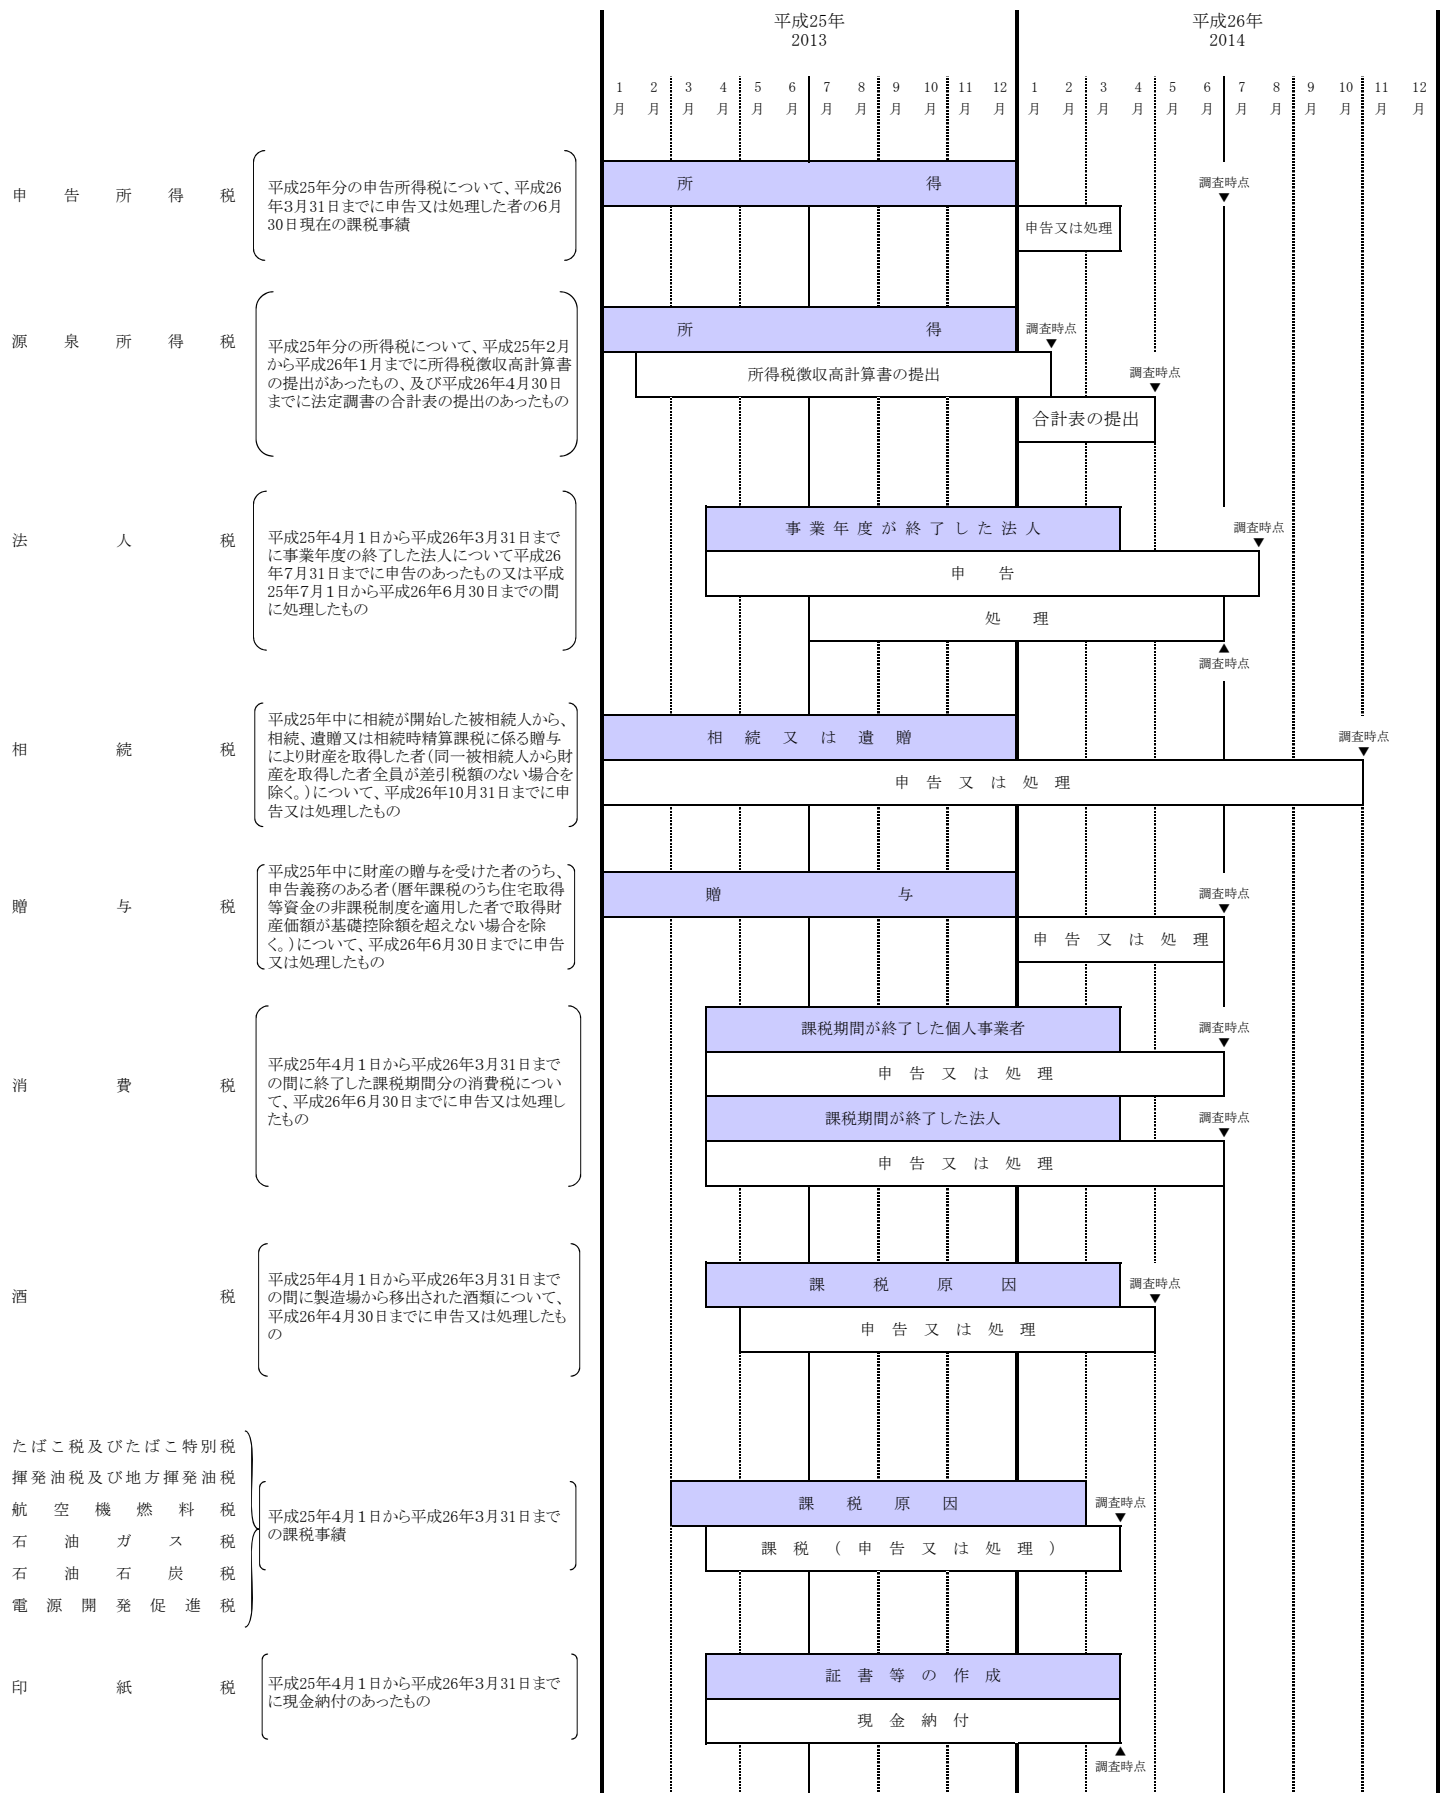 平成25年
2013
平成26年
2014
1 2 3 4 5 6 7 8 9 10 11 12 1 2 3 4 5 6 7 8 9 10 11 12
月 月 月 月 月 月 月 月 月 月 月 月 月 月 月 月 月 月 月 月 月 月 月 月
申告所得税
平成25年分の申告所得税について、平成26
年3月31日までに申告又は処理した者の6月
30日現在の課税事績
所得
調査時点
▼
申告又は処理
源泉所得税
平成25年分の所得税について、平成25年2月
から平成26年1月までに所得税徴収高計算書
の提出があったもの、及び平成26年4月30日
までに法定調書の合計表の提出のあったもの
所得
調査時点
▼
所得税徴収高計算書の提出
調査時点
▼
合計表の提出
法人税
平成25年4月1日から平成26年3月31日まで
に事業年度の終了した法人について平成26
年7月31日までに申告のあったもの又は平成
25年7月1日から平成26年6月30日までの間
に処理したもの
事業年度が終了した法人
調査時点
▼
申告
処理
▲
調査時点
相続税
平成25年中に相続が開始した被相続人から、
相続、遺贈又は相続時精算課税に係る贈与
により財産を取得した者(同一被相続人から財
産を取得した者全員が差引税額のない場合を
除く。)について、平成26年10月31日までに申
告又は処理したもの
相続又は遺贈
調査時点
▼
申告又は処理
贈与税
平成25年中に財産の贈与を受けた者のうち、
申告義務のある者(暦年課税のうち住宅取得
等資金の非課税制度を適用した者で取得財
産価額が基礎控除額を超えない場合を除
く。)について、平成26年6月30日までに申告
又は処理したもの
贈与
調査時点
▼
申告又は処理
消費税
平成25年4月1日から平成26年3月31日まで
の間に終了した課税期間分の消費税につい
て、平成26年6月30日までに申告又は処理し
たもの
課税期間が終了した個人事業者
調査時点
▼
申告又は処理
課税期間が終了した法人
調査時点
▼
申告又は処理
酒税
平成25年4月1日から平成26年3月31日まで
の間に製造場から移出された酒類について、
平成26年4月30日までに申告又は処理したも
の
課税原因
調査時点
▼
申告又は処理
たばこ税及びたばこ特別税
揮発油税及び地方揮発油税
航空機燃料税
石油ガス税
石油石炭税
電源開発促進税
平成25年4月1日から平成26年3月31日まで
の課税事績
課税原因
調査時点
▼
課税(申告又は処理)
印紙税
平成25年4月1日から平成26年3月31日まで
に現金納付のあったもの
証書等の作成
現金納付
▲
調査時点